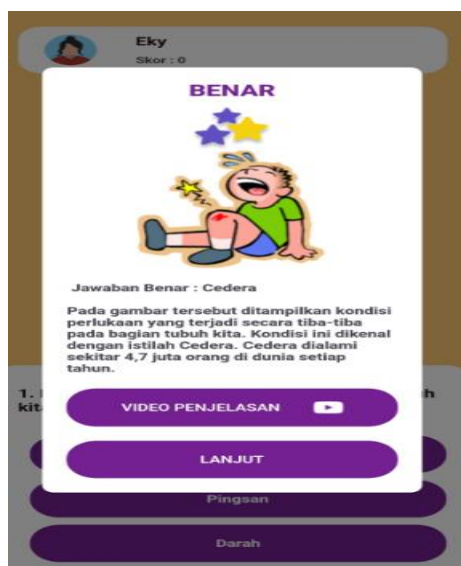 Eky
Skor : 0
BENAR
Jawaban Benar : Cedera
Pada gambar tersebut ditampilkan kondisi
perlukaan yang terjadi secara tiba-tiba
pada bagian tubuh kita. Kondisi ini dikenal
dengan istilah Cedera. Cedera dialami
sekitar 4,7 juta orang di dunia setiap
tahun.
1.
h
kit
VIDEO PENJELASAN
LANJUT
Pingsan
Darah